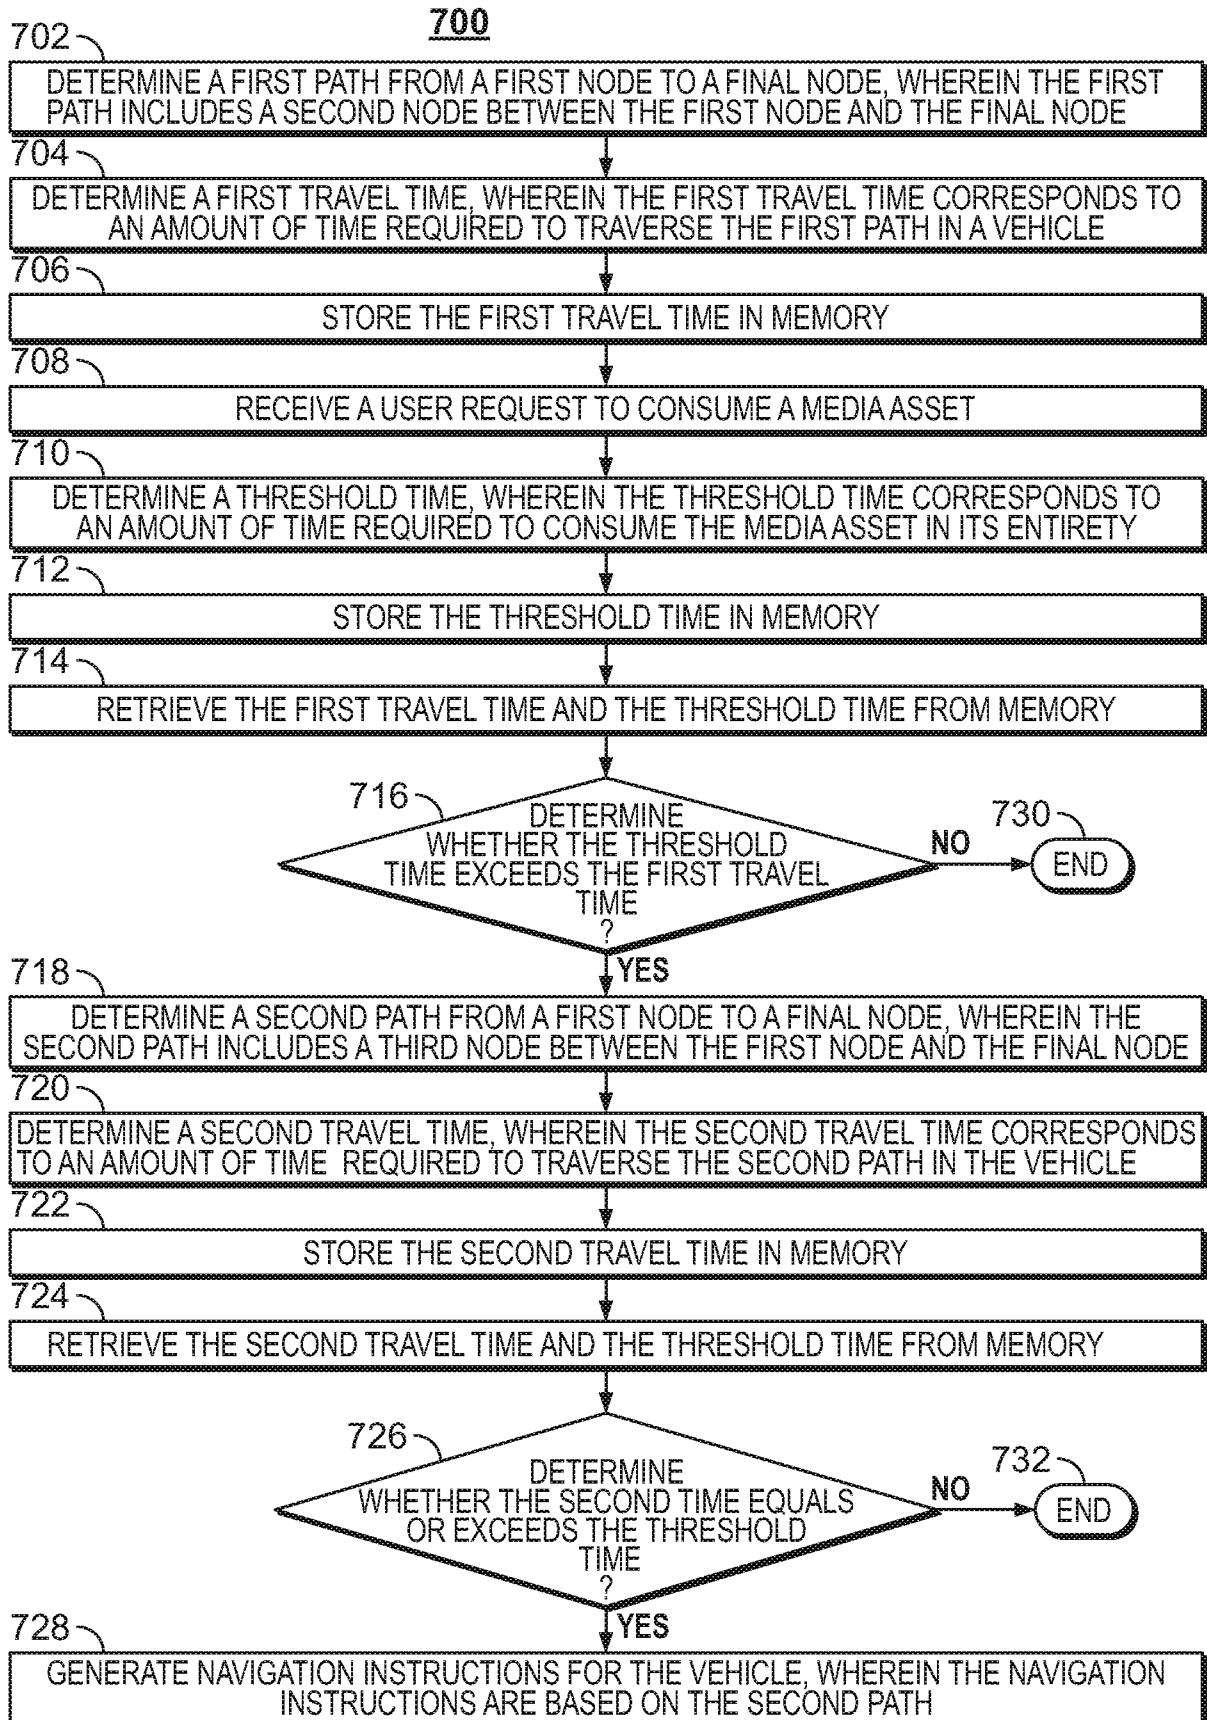 700
702
DETERMINE A FIRST PATH FROM A FIRST NODE TO A FINAL NODE, WHEREIN THE FIRST
PATH INCLUDES A SECOND NODE BETWEEN THE FIRST NODE AND THE FINAL NODE
704
DETERMINE A FIRST TRAVEL TIME, WHEREIN THE FIRST TRAVEL TIME CORRESPONDS TO
AN AMOUNT OF TIME REQUIRED TO TRAVERSE THE FIRST PATH IN A VEHICLE
706
STORE THE FIRST TRAVEL TIME IN MEMORY
708
RECEIVE A USER REQUEST TO CONSUME A MEDIA ASSET
710
DETERMINE A THRESHOLD TIME, WHEREIN THE THRESHOLD TIME CORRESPONDS TO
AN AMOUNT OF TIME REQUIRED TO CONSUME THE MEDIA ASSET IN ITS ENTIRETY
712
STORE THE THRESHOLD TIME IN MEMORY
714
RETRIEVE THE FIRST TRAVEL TIME AND THE THRESHOLD TIME FROM MEMORY
716
DETERMINE
WHETHER THE THRESHOLD
TIME EXCEEDS THE FIRST TRAVEL
TIME
?
NO
730
END
YES
718
DETERMINE A SECOND PATH FROM A FIRST NODE TO A FINAL NODE, WHEREIN THE
SECOND PATH INCLUDES A THIRD NODE BETWEEN THE FIRST NODE AND THE FINAL NODE
720
DETERMINE A SECOND TRAVEL TIME, WHEREIN THE SECOND TRAVEL TIME CORRESPONDS
TO AN AMOUNT OF TIME REQUIRED TO TRAVERSE THE SECOND PATH IN THE VEHICLE
722
STORE THE SECOND TRAVEL TIME IN MEMORY
724
RETRIEVE THE SECOND TRAVEL TIME AND THE THRESHOLD TIME FROM MEMORY
726
DETERMINE
WHETHER THE SECOND TIME EQUALS
OR EXCEEDS THE THRESHOLD
TIME
?
NO
732
END
YES
728
GENERATE NAVIGATION INSTRUCTIONS FOR THE VEHICLE, WHEREIN THE NAVIGATION
INSTRUCTIONS ARE BASED ON THE SECOND PATH